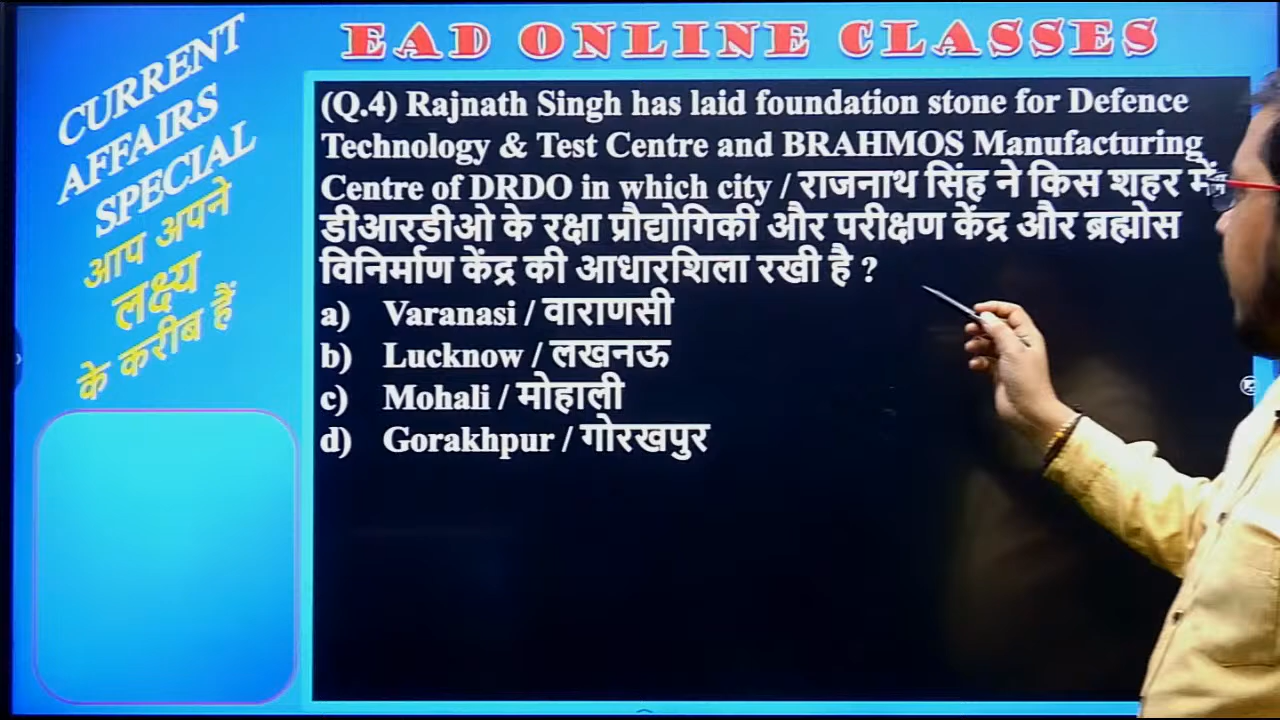 EAD ONLINE CLASSES
CURRENT
AFFAIRS
SPECIAL
आप अपने
लक्ष्य
के करीब हैं
(Q.4) Rajnath Singh has laid foundation stone for Defence
Technology & Test Centre and BRAHMOS Manufacturing
Centre of DRDO in which city / राजनाथ सिंह ने किस शहर में
डीआरडीओ के रक्षा प्रौद्योगिकी और परीक्षण केंद्र और ब्रह्मोस
विनिर्माण केंद्र की आधारशिला रखी है ?
a) Varanasi / वाराणसी
b) Lucknow / लखनऊ
c) Mohali / मोहाली
d) Gorakhpur / गोरखपुर